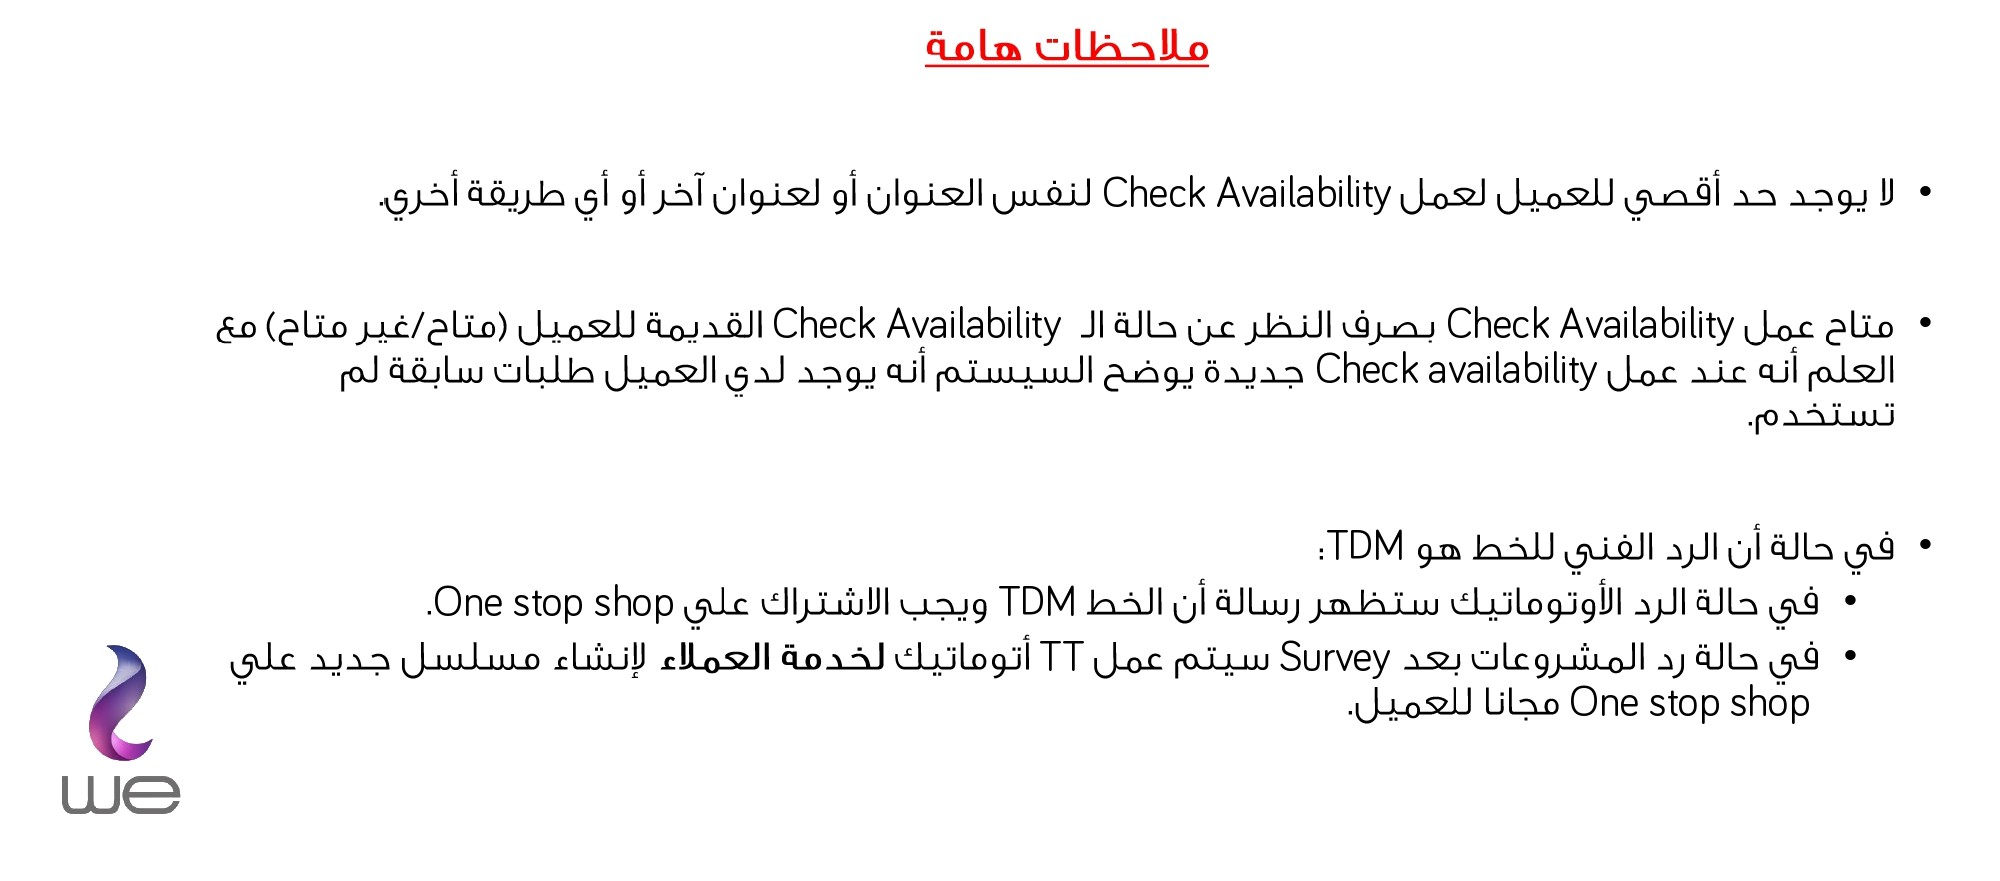 ملاحظات هامة
• لا يوجد حد أقصي للعميل لعمل Check Availability لنفس العنوان أو لعنوان آخر أو أي طريقة أخري.
• متاح عمل Check Availability بصرف النظر عن حالة الـ Check Availability القديمة للعميل (متاح/غير متاح) مع
العلم أنه عند عمل Check availability جديدة يوضح السيستم أنه يوجد لدي العميل طلبات سابقة لم
تستخدم.
• في حالة أن الرد الفني للخط هو TDM:
• في حالة الرد الأوتوماتيك ستظهر رسالة أن الخط TDM ويجب الاشتراك علي One stop shop.
• في حالة رد المشروعات بعد Survey سيتم عمل TT أتوماتيك لخدمة العملاء لإنشاء مسلسل جديد علي
One stop shop مجانا للعميل.
we